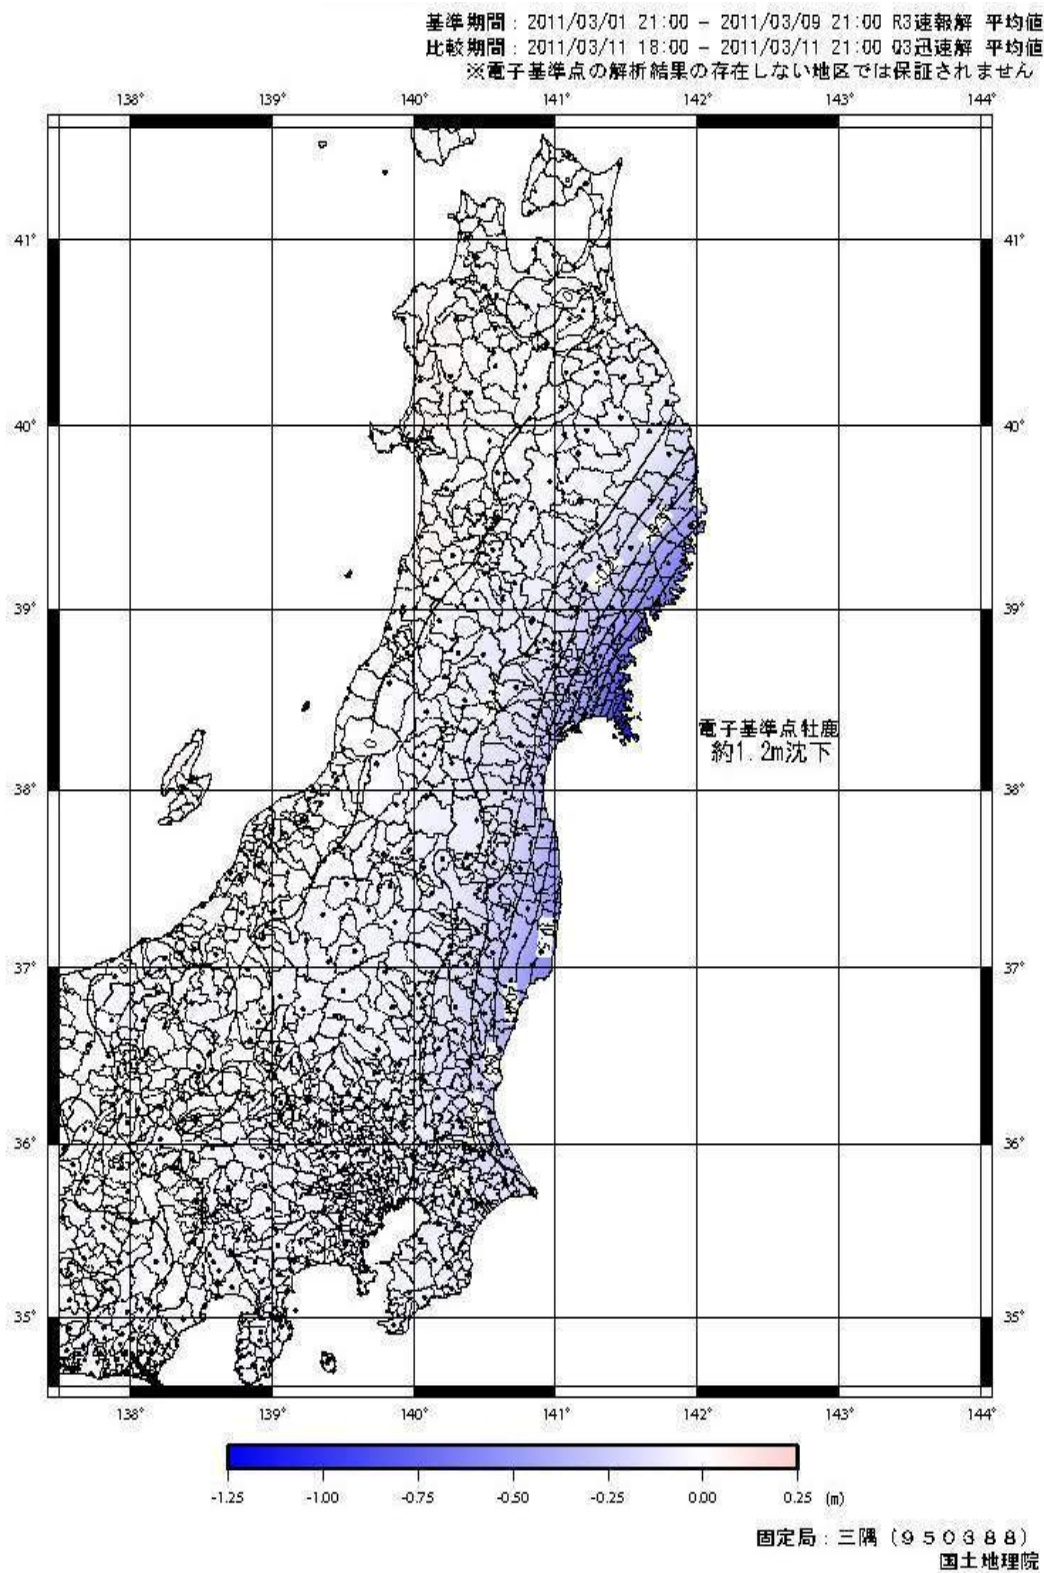 基準期間：2011/03/01 21:00 - 2011/03/09 21:00 R3速報解 平均値
比較期間：2011/03/11 18:00 - 2011/03/11 21:00 Q3迅速解 平均値
※電子基準点の解析結果の存在しない地区では保証されません
138° 139° 140° 141° 142° 143° 144°
41° 41°
40° 40°
39° 39°
電子基準点牡鹿
約1.2m沈下
38° 38°
37° 37°
36° 36°
35° 35°
138° 139° 140° 141° 142° 143° 144°
-1.25 -1.00 -0.75 -0.50 -0.25 0.00 0.25 (m)
固定局：三隅（９５０３８８）
国土地理院